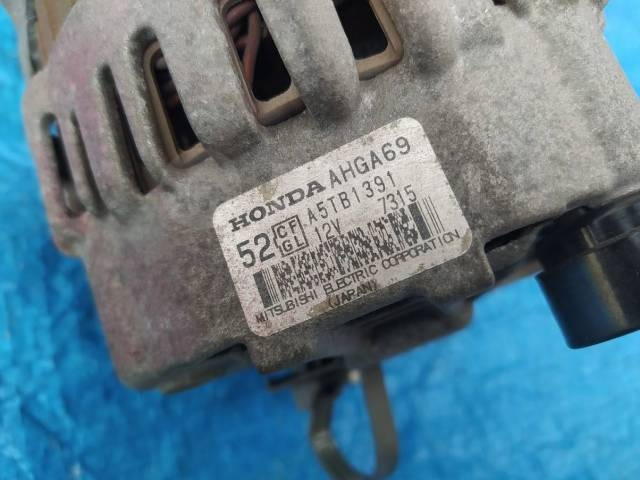 HONDA AHGA69
52 CF GL A5TB1391
12V 7315
MITSUBISHI ELECTRIC CORPORATION
(JAPAN)